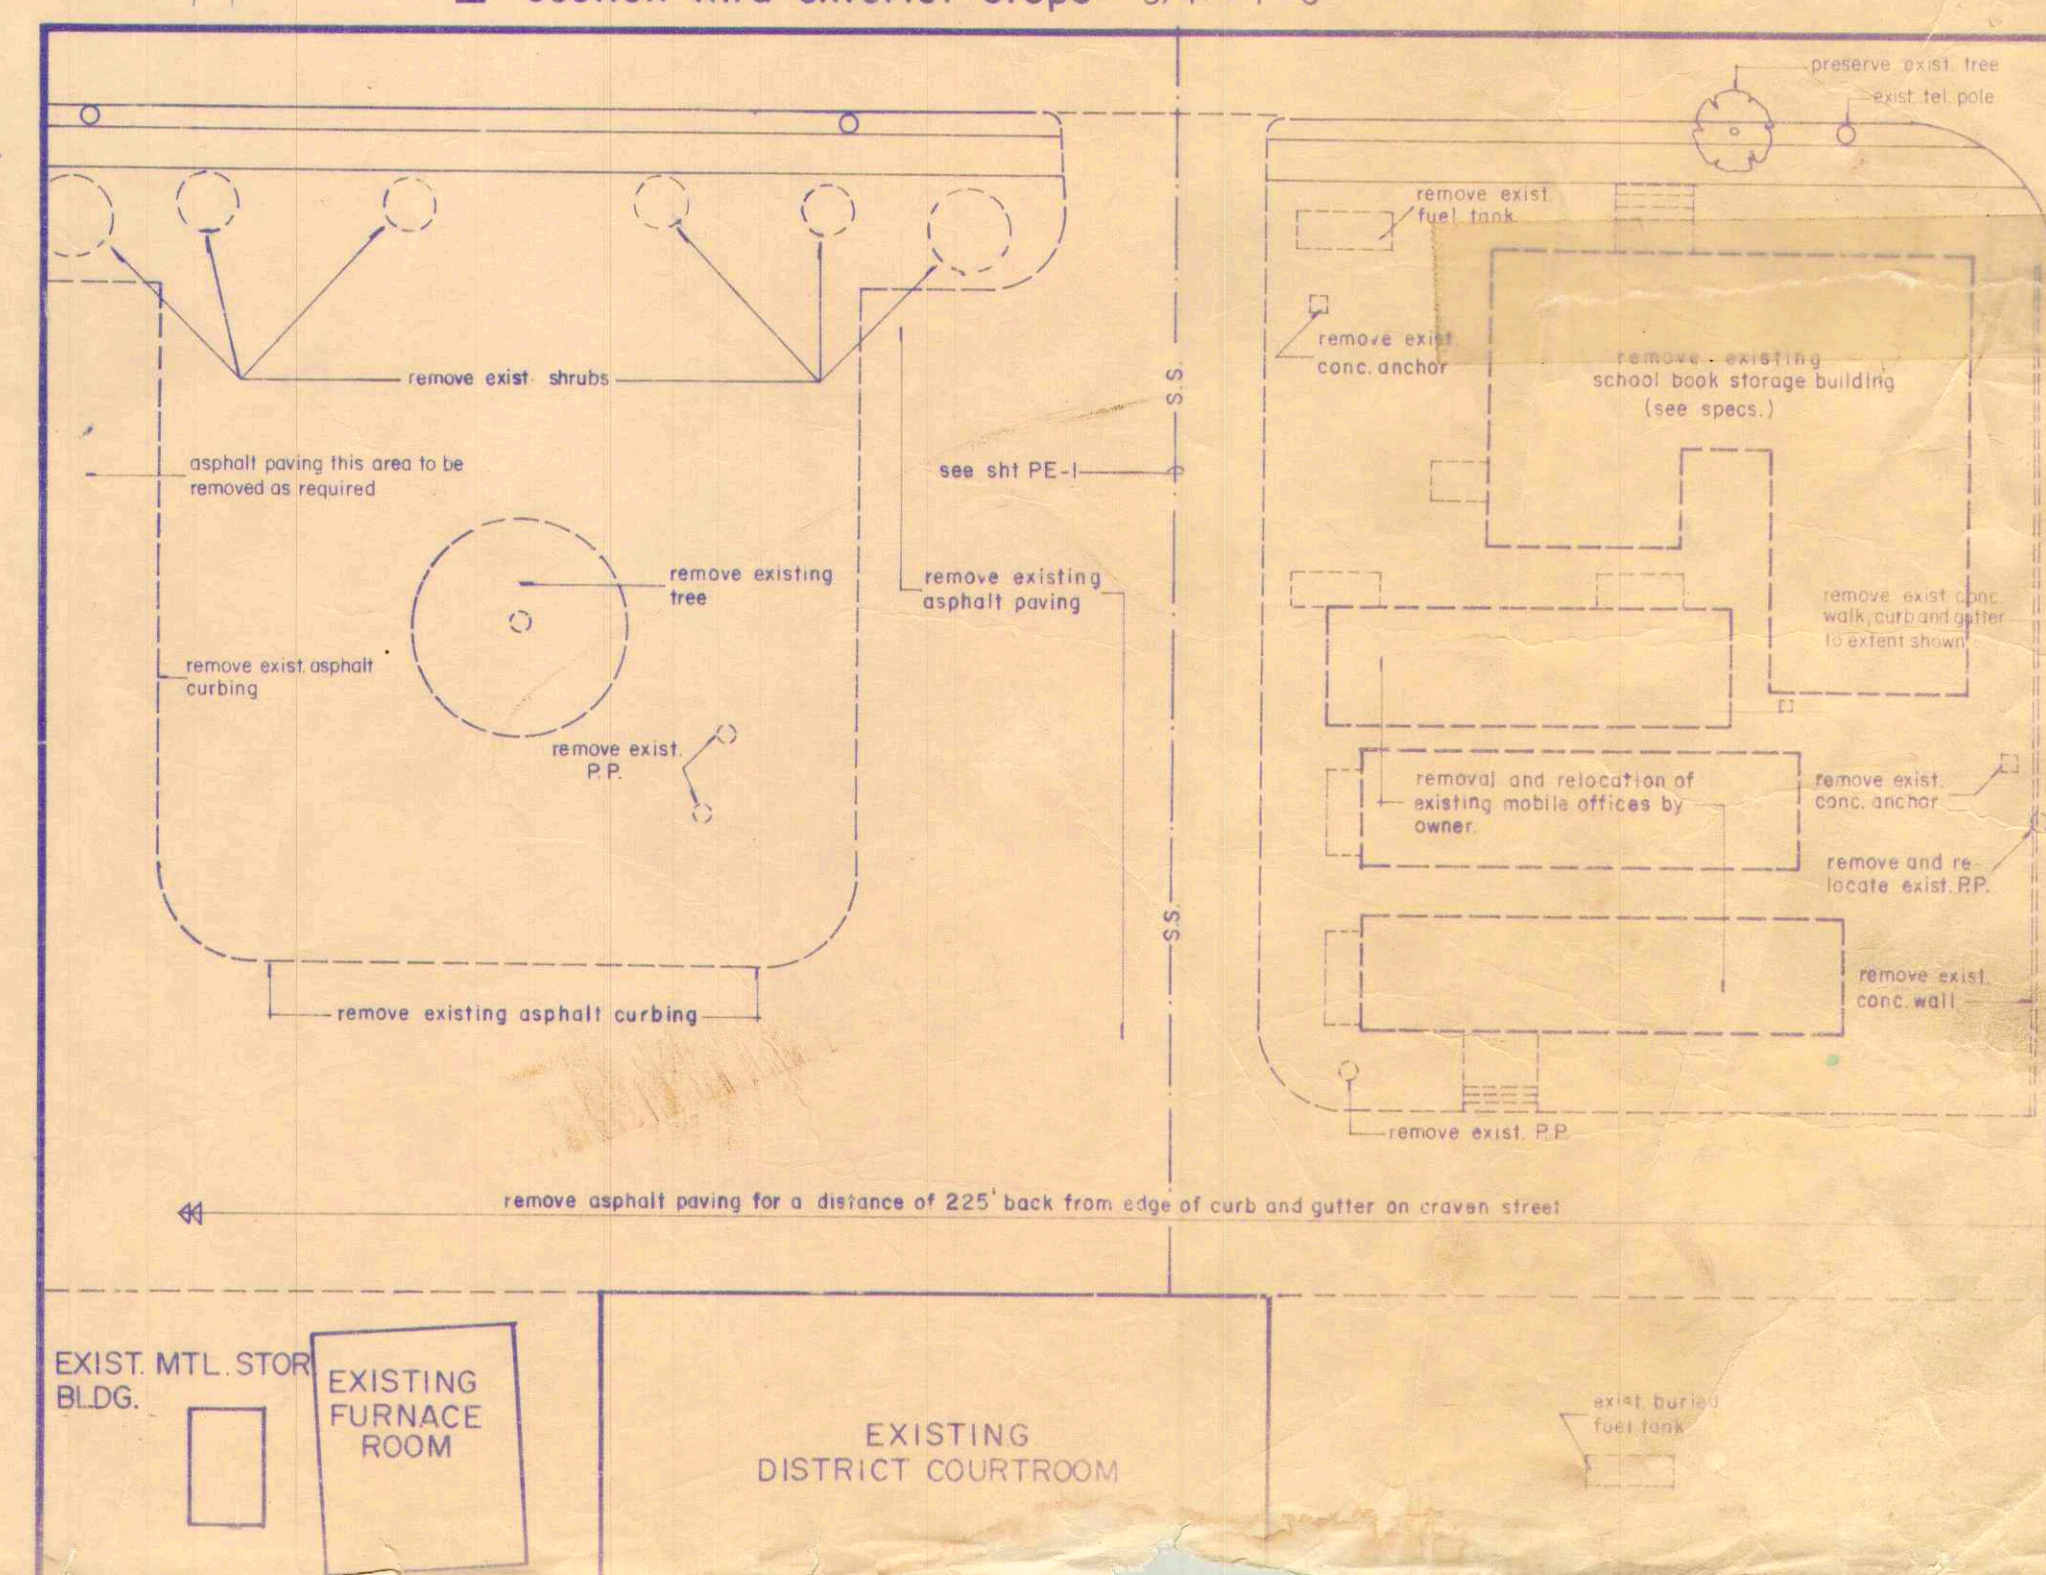 preserve exist. tree
exist. tel. pole
remove exist.
fuel tank
remove exist.
conc. anchor
remove existing
school book storage building
(see specs.)
remove exist shrubs
S.S.
asphalt paving this area to be
removed as required
see sht PE-1
remove existing
tree
remove existing
asphalt paving
remove exist. conc.
walk, curb and gutter
to extent shown
remove exist. asphalt
curbing
remove exist.
P.P.
removal and relocation of
existing mobile offices by
owner.
remove exist.
conc. anchor
remove and re-
locate exist. P.P.
S.S.
remove exist.
conc. wall
remove existing asphalt curbing
remove exist. P.P.
remove asphalt paving for a distance of 225' back from edge of curb and gutter on craven street
EXIST. MTL. STOR
BLDG.
EXISTING
FURNACE
ROOM
EXISTING
DISTRICT COURTROOM
exist. buried
fuel tank